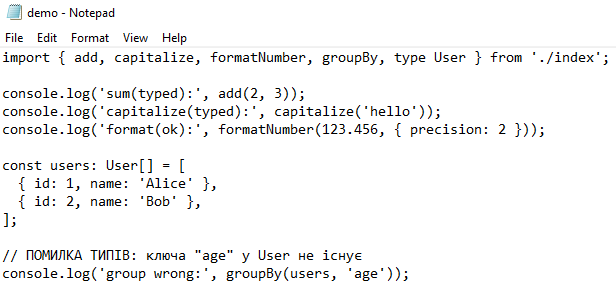 demo - Notepad
File Edit Format View Help
import { add, capitalize, formatNumber, groupBy, type User } from './index';
console.log('sum(typed):', add(2, 3));
console.log('capitalize(typed):', capitalize('hello'));
console.log('format(ok):', formatNumber(123.456, { precision: 2 }));
const users: User[] = [
  { id: 1, name: 'Alice' },
  { id: 2, name: 'Bob' },
];
// ПОМИЛКА ТИПІВ: ключа "age" у User не існує
console.log('group wrong:', groupBy(users, 'age'));